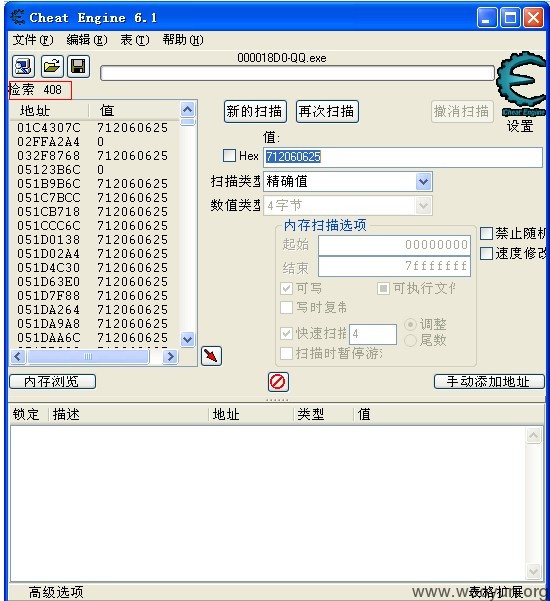 Cheat Engine 6.1
文件(F) 编辑(E) 表(T) 帮助(H)
000018D0-QQ.exe
检索 408
Cheat Engine
设置
地址 值
01C4307C 712060625
02FFA2A4 0
032F8768 712060625
05123B6C 0
051B9B6C 712060625
051C7BCC 712060625
051CB718 712060625
051CCC6C 712060625
051D0138 712060625
051D02A4 712060625
051D4C30 712060625
051D63E0 712060625
051D7F88 712060625
051DA264 712060625
051DA9A8 712060625
051DAA6C 712060625
新的扫描 再次扫描 撤消扫描
值:
Hex 712060625
扫描类型 精确值
数值类型 4字节
内存扫描选项
起始 00000000
结束 7fffffff
可写 可执行文件
写时复制
快速扫描 4 调整
尾数
扫描时暂停游
禁止随机
速度修改
内存浏览 手动添加地址
锁定 描述 地址 类型 值
高级选项 表格扩展